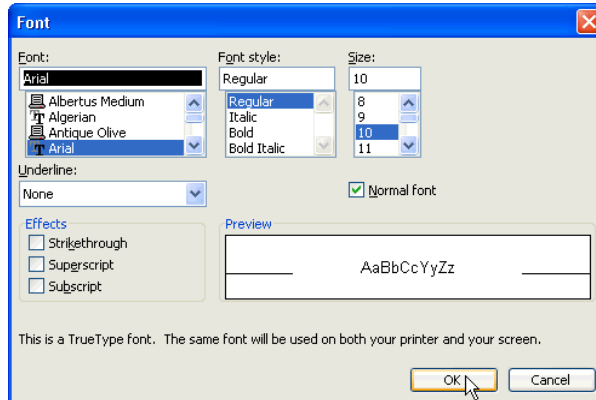 Font
Font:
Font style:
Size:
Arial
Regular
10
Albertus Medium
Algerian
Antique Olive
Arial
Regular
Italic
Bold
Bold Italic
8
9
10
11
Underline:
None
Normal font
Effects
Strikethrough
Superscript
Subscript
Preview
AaBbCcYyZz
This is a TrueType font.  The same font will be used on both your printer and your screen.
OK
Cancel